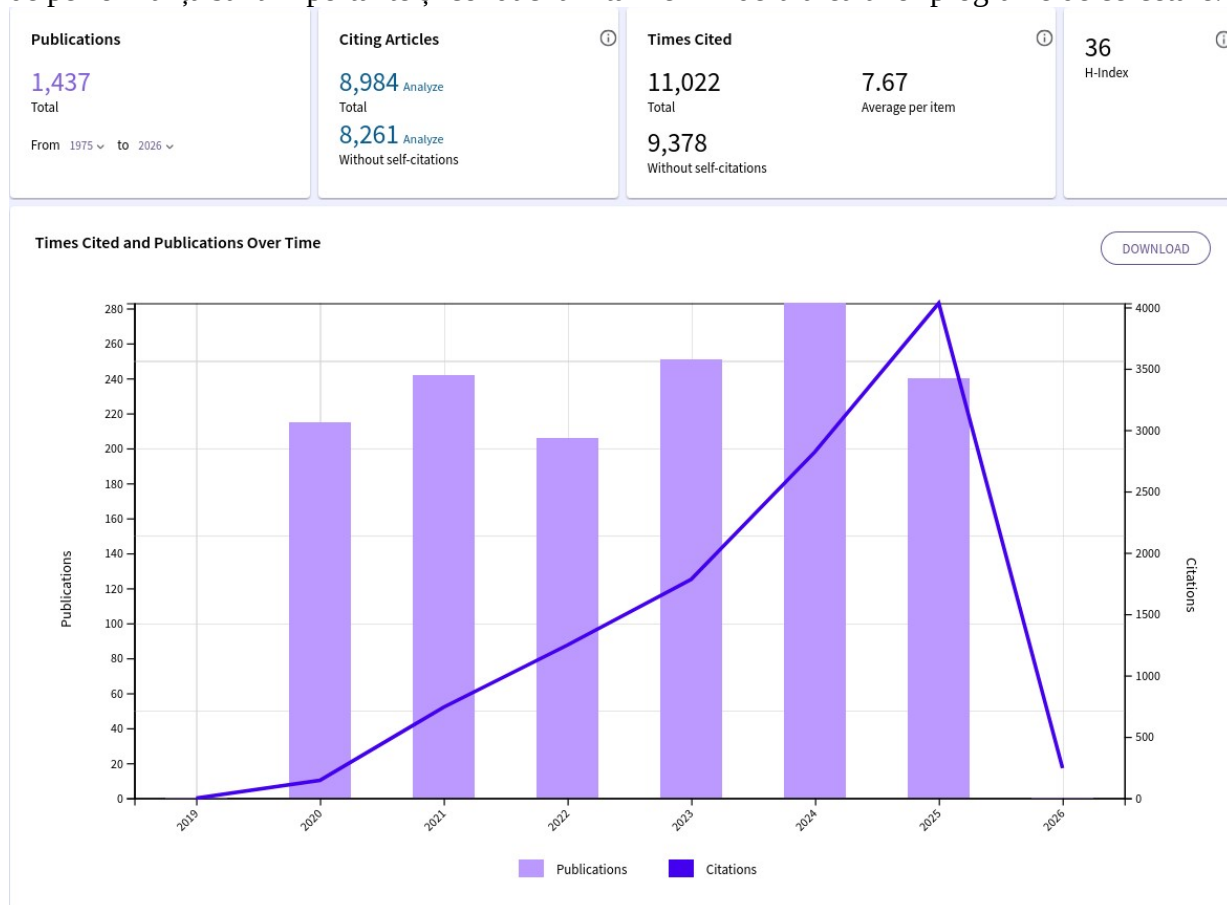 Publications
1,437
Total
From 1975 to 2026
Citing Articles
8,984 Analyze
Total
8,261 Analyze
Without self-citations
Times Cited
11,022
Total
7.67
Average per item
9,378
Without self-citations
36
H-Index
Times Cited and Publications Over Time
DOWNLOAD
280
260
240
220
200
180
160
140
120
100
80
60
40
20
0
Publications
4000
3500
3000
2500
2000
1500
1000
500
0
Citations
2019
2020
2021
2022
2023
2024
2025
2026
Publications
Citations